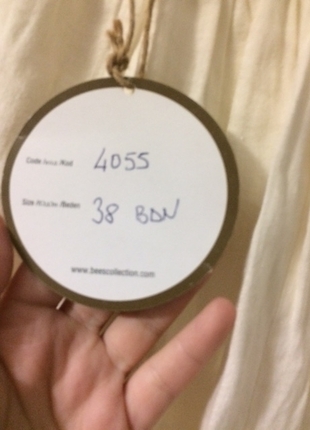 Code /Kod 4055
Size /Beden 38 BDN
www.beescollection.com